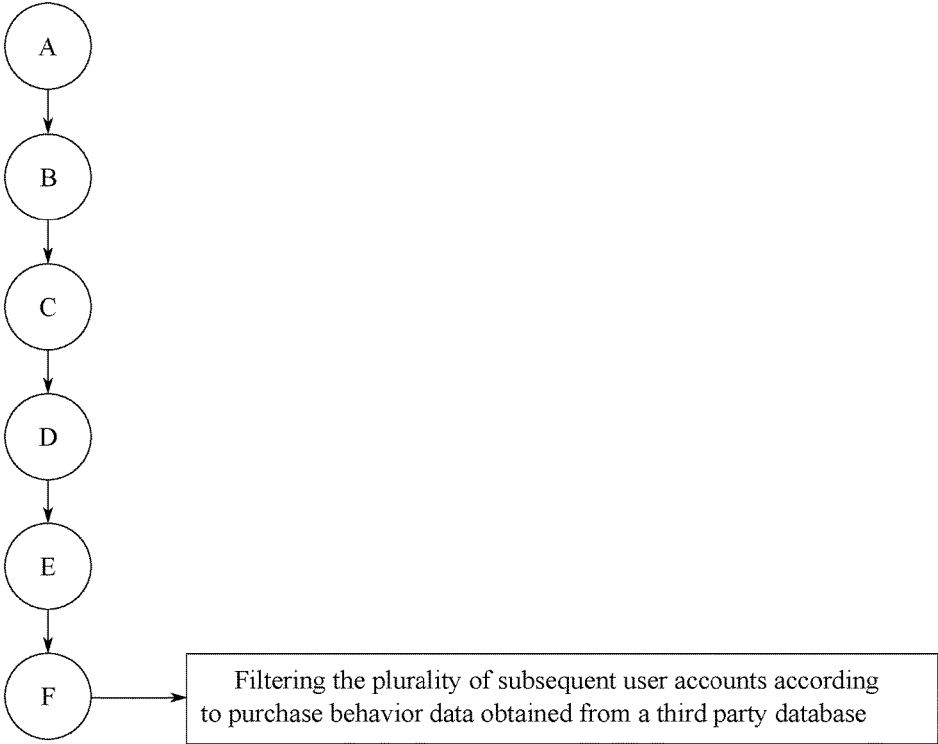 A
B
C
D
E
F
Filtering the plurality of subsequent user accounts according
to purchase behavior data obtained from a third party database